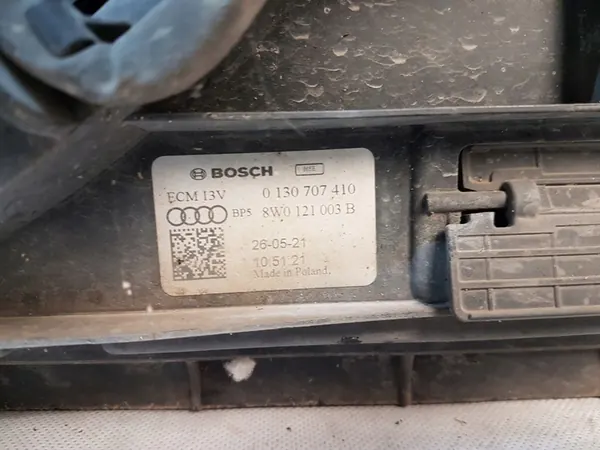 BOSCH
ECM 13V 0 130 707 410
BP5 8W0 121 003 B
26-05-21
10:51:21
Made in Poland.